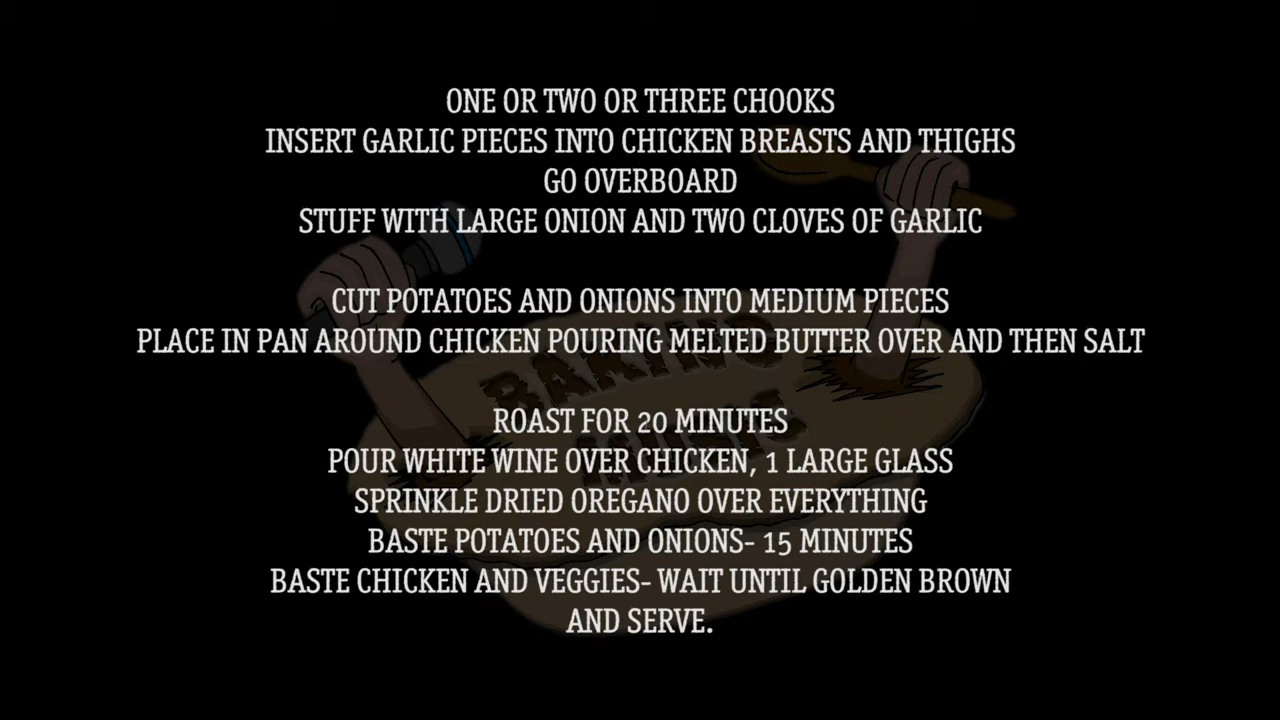 ONE OR TWO OR THREE CHOOKS
INSERT GARLIC PIECES INTO CHICKEN BREASTS AND THIGHS
GO OVERBOARD
STUFF WITH LARGE ONION AND TWO CLOVES OF GARLIC
CUT POTATOES AND ONIONS INTO MEDIUM PIECES
PLACE IN PAN AROUND CHICKEN POURING MELTED BUTTER OVER AND THEN SALT
ROAST FOR 20 MINUTES
POUR WHITE WINE OVER CHICKEN, 1 LARGE GLASS
SPRINKLE DRIED OREGANO OVER EVERYTHING
BASTE POTATOES AND ONIONS- 15 MINUTES
BASTE CHICKEN AND VEGGIES- WAIT UNTIL GOLDEN BROWN
AND SERVE.
BAKING
MUSIC